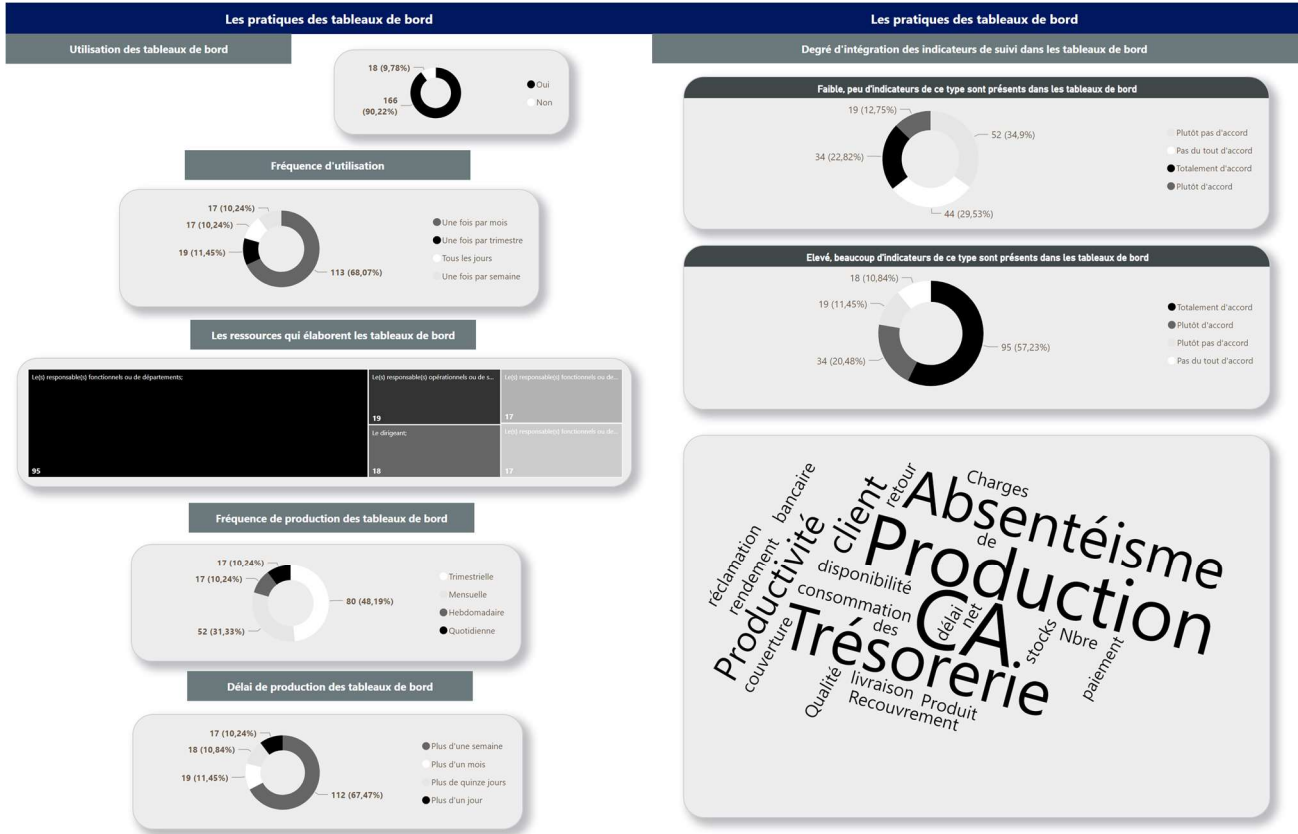 Les pratiques des tableaux de bord
Utilisation des tableaux de bord
18 (9,78%)
166
(90,22%)
Oui
Non
Fréquence d'utilisation
17 (10,24%)
17 (10,24%)
19 (11,45%)
113 (68,07%)
Une fois par mois
Une fois par trimestre
Tous les jours
Une fois par semaine
Les ressources qui élaborent les tableaux de bord
Le(s) responsable(s) fonctionnels ou de départements;
95
Le(s) responsable(s) opérationnels ou de s...
19
Le(s) responsable(s) fonctionnels ou de...
17
Le dirigeant;
18
Le(s) responsable(s) fonctionnels ou de...
17
Fréquence de production des tableaux de bord
17 (10,24%)
17 (10,24%)
52 (31,33%)
80 (48,19%)
Trimestrielle
Mensuelle
Hebdomadaire
Quotidienne
Délai de production des tableaux de bord
17 (10,24%)
18 (10,84%)
19 (11,45%)
112 (67,47%)
Plus d'une semaine
Plus d'un mois
Plus de quinze jours
Plus d'un jour
Les pratiques des tableaux de bord
Degré d'intégration des indicateurs de suivi dans les tableaux de bord
Faible, peu d'indicateurs de ce type sont présents dans les tableaux de bord
19 (12,75%)
34 (22,82%)
52 (34,9%)
44 (29,53%)
Plutôt pas d'accord
Pas du tout d'accord
Totalement d'accord
Plutôt d'accord
Elevé, beaucoup d'indicateurs de ce type sont présents dans les tableaux de bord
18 (10,84%)
19 (11,45%)
34 (20,48%)
95 (57,23%)
Totalement d'accord
Plutôt d'accord
Plutôt pas d'accord
Pas du tout d'accord
bancaire
retour
Charges
client
Absentéisme
réclamation
rendement
Productivité
de
Production
disponibilité
consommation
des
CA.
délai
net
couverture
Trésorerie
stocks
Nbre
paiement
Qualité
livraison
Produit
Recouvrement